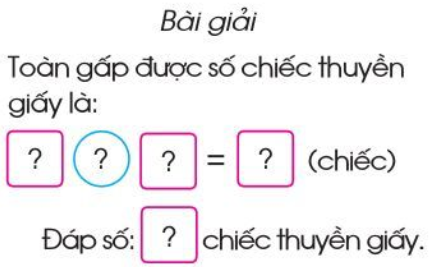 Bài giải
Toàn gấp được số chiếc thuyền
giấy là:
? ? ? = ? (chiếc)
Đáp số: ? chiếc thuyền giấy.